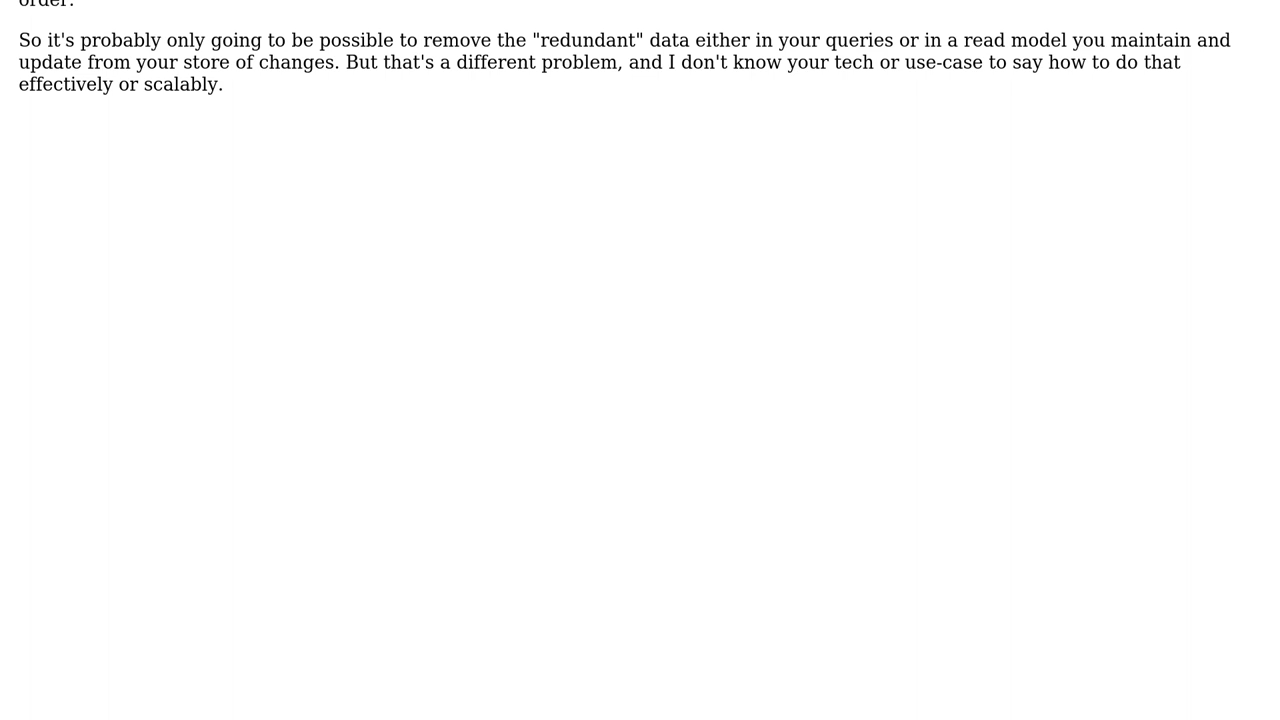 order.
So it's probably only going to be possible to remove the "redundant" data either in your queries or in a read model you maintain and
update from your store of changes. But that's a different problem, and I don't know your tech or use-case to say how to do that
effectively or scalably.